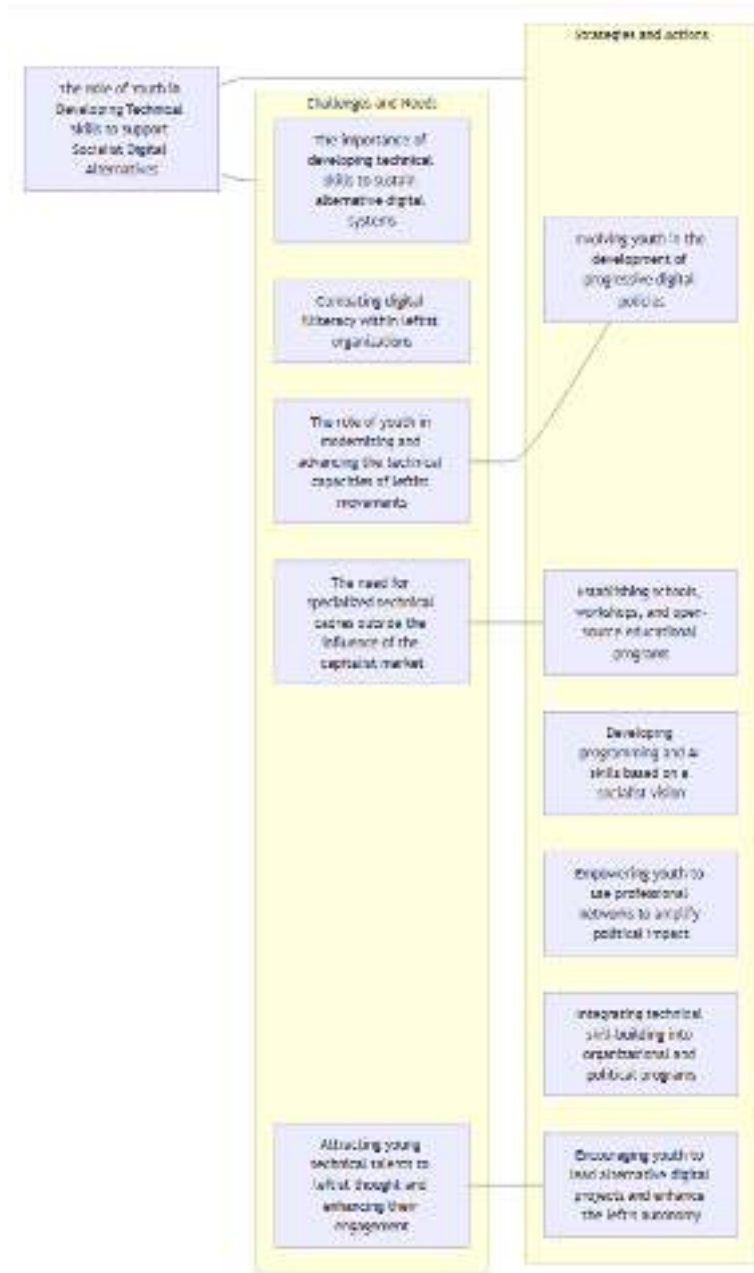 The Role of Youth in
Developing Technical
skills to support
Socialist Digital
Alternatives
Challenges and Needs
The importance of
developing technical
skills to sustain
alternative digital
systems
Combating digital
illiteracy within leftist
organizations
The role of youth in
modernizing and
advancing the technical
capacities of leftist
movements
The need for
specialized technical
cadres outside the
influence of the
capitalist market
Attracting young
technical talents to
leftist thought and
enhancing their
engagement
Strategies and Actions
Involving youth in the
development of
progressive digital
policies
Establishing schools,
workshops, and open-
source educational
programs
Developing
programming and AI
skills based on a
socialist vision
Empowering youth to
use professional
networks to amplify
political impact
Integrating technical
skill-building into
organizational and
political programs
Encouraging youth to
lead alternative digital
projects and enhance
the left's autonomy